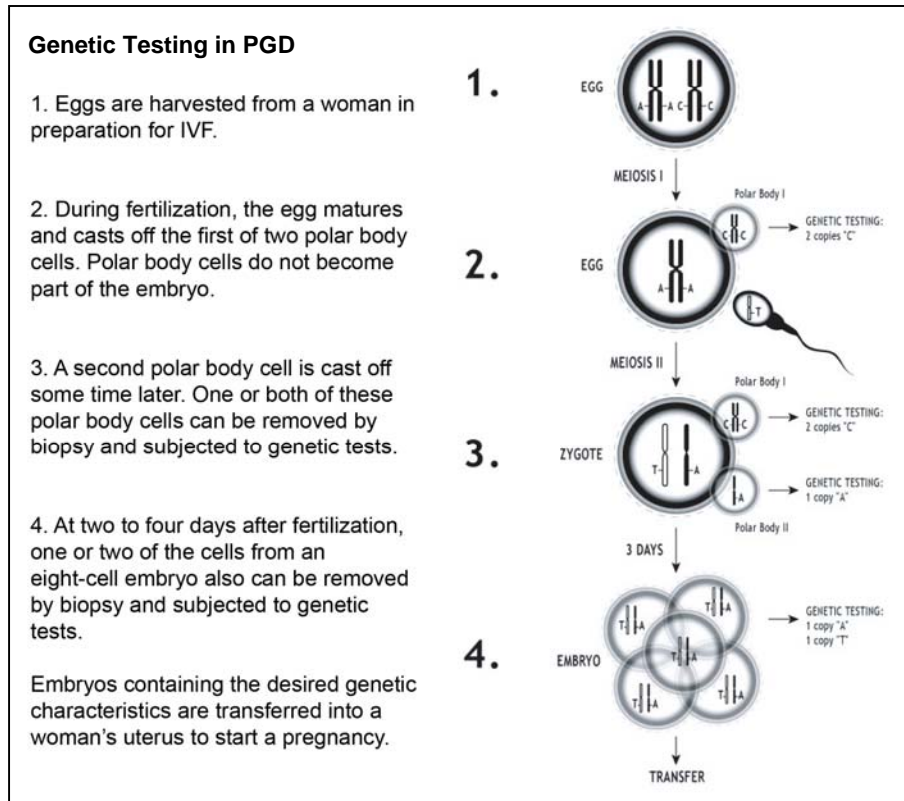 Genetic Testing in PGD
1. Eggs are harvested from a woman in
preparation for IVF.
2. During fertilization, the egg matures
and casts off the first of two polar body
cells. Polar body cells do not become
part of the embryo.
3. A second polar body cell is cast off
some time later. One or both of these
polar body cells can be removed by
biopsy and subjected to genetic tests.
4. At two to four days after fertilization,
one or two of the cells from an
eight-cell embryo also can be removed
by biopsy and subjected to genetic
tests.
Embryos containing the desired genetic
characteristics are transferred into a
woman's uterus to start a pregnancy.
1.
EGG
A A C C
MEIOSIS I
Polar Body I
C C
GENETIC TESTING:
2 copies "C"
2.
EGG
A A
T
MEIOSIS II
Polar Body I
C C
GENETIC TESTING:
2 copies "C"
3.
ZYGOTE
T A
A
GENETIC TESTING:
1 copy "A"
Polar Body II
3 DAYS
4.
EMBRYO
T A
T A
T A
T A
T A
GENETIC TESTING:
1 copy "A"
1 copy "T"
TRANSFER